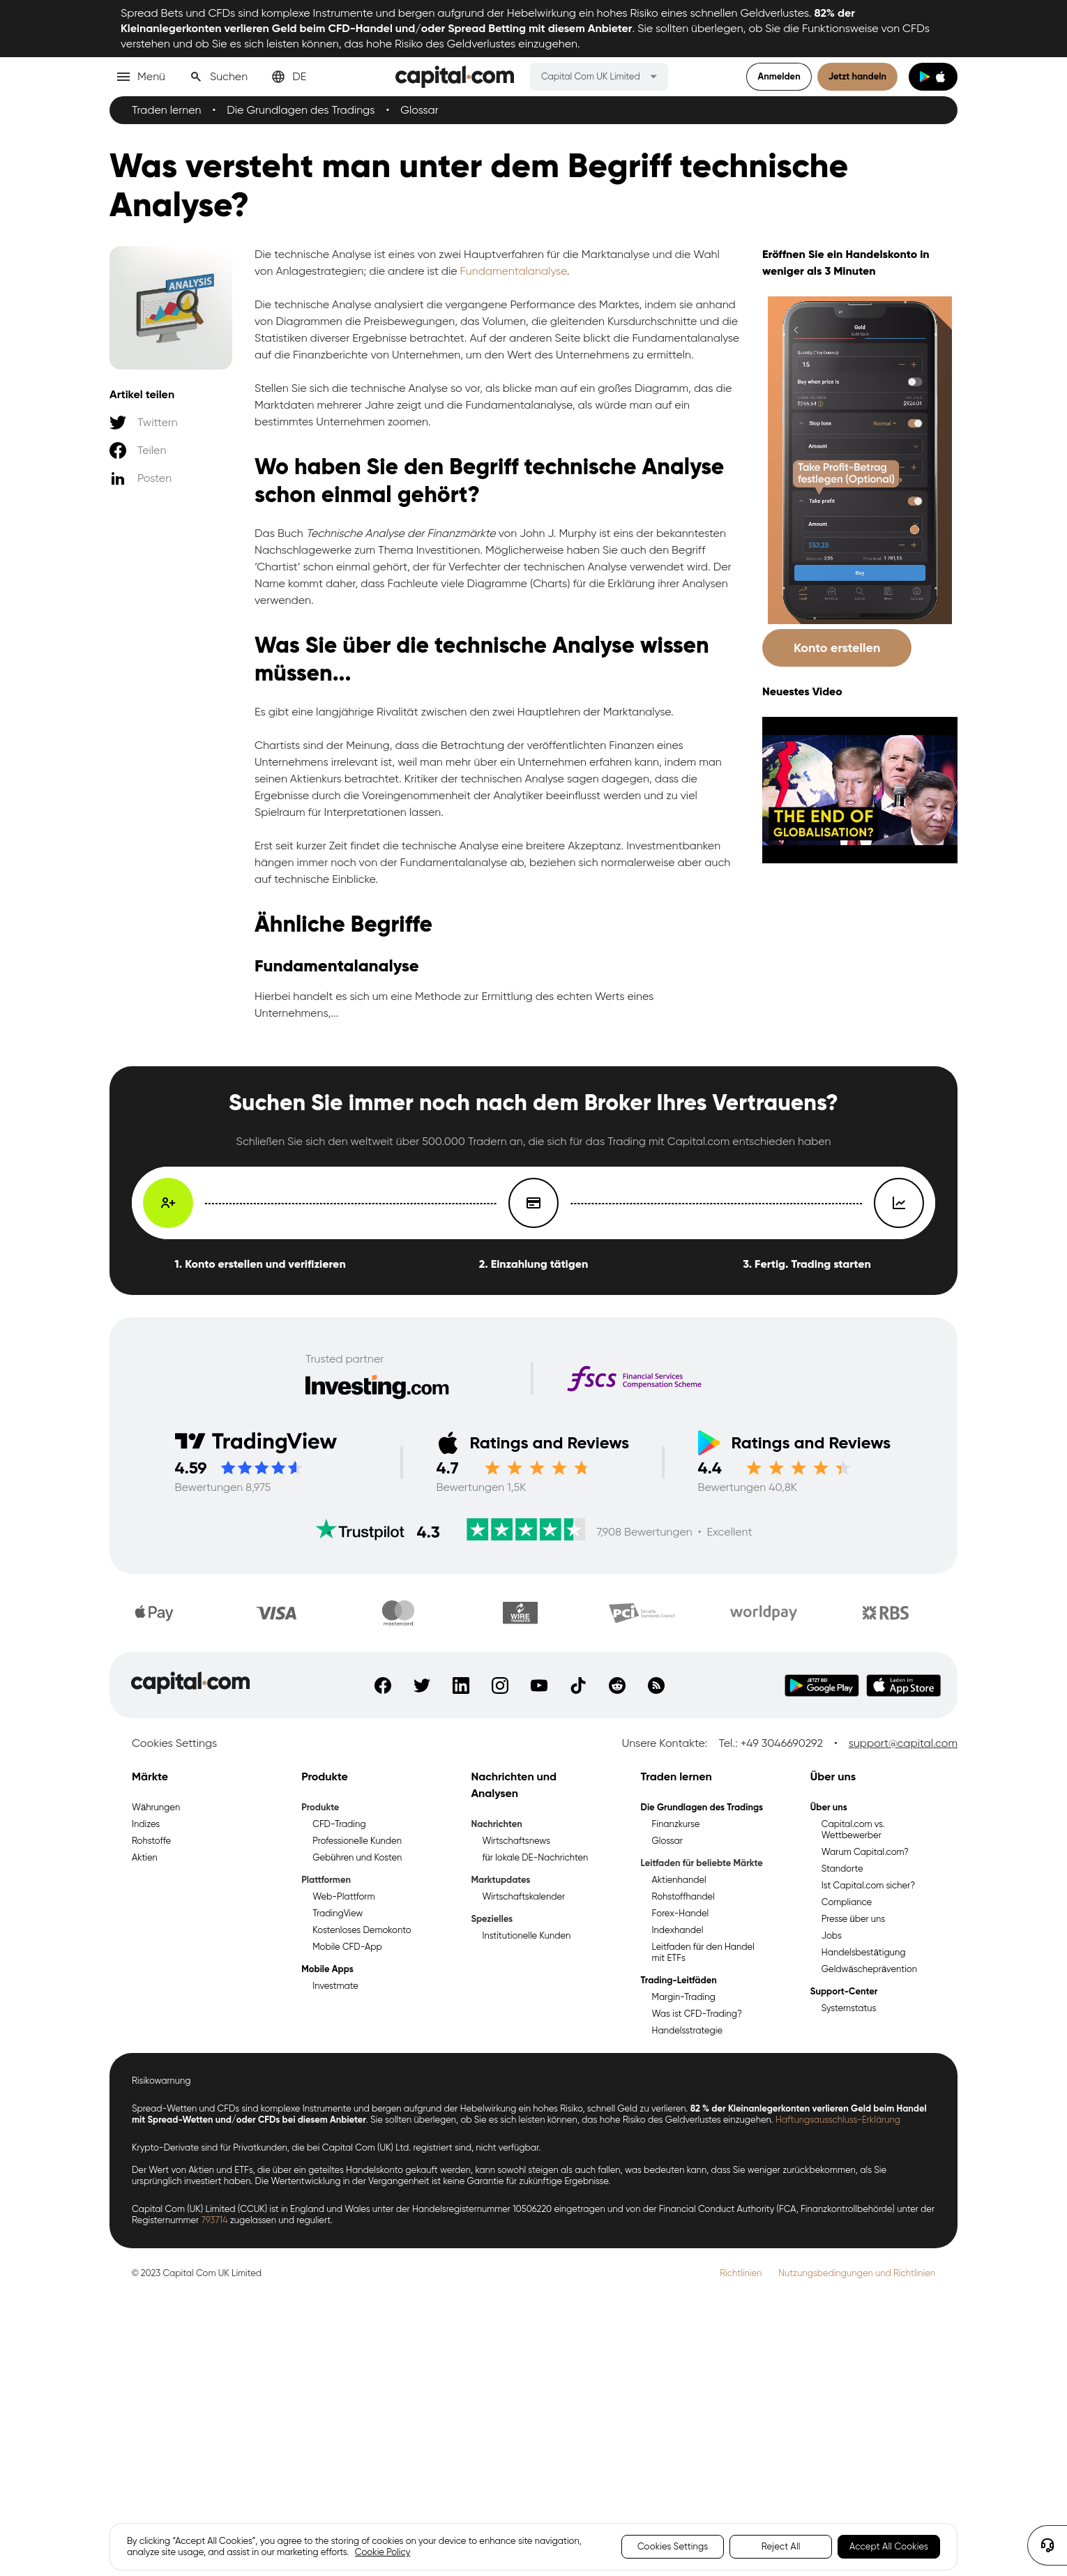 Spread Bets und CFDs sind komplexe Instrumente und bergen aufgrund der Hebelwirkung ein hohes Risiko eines schnellen Geldverlustes. 82% der
Kleinanlegerkonten verlieren Geld beim CFD-Handel und/oder Spread Betting mit diesem Anbieter. Sie sollten überlegen, ob Sie die Funktionsweise von CFDs
verstehen und ob Sie es sich leisten können, das hohe Risiko des Geldverlustes einzugehen.
Menü Suchen DE capital.com Capital Com UK Limited Anmelden Jetzt handeln
Traden lernen • Die Grundlagen des Tradings • Glossar
Was versteht man unter dem Begriff technische
Analyse?
ANALYSIS
Artikel teilen
Twittern
Teilen
Posten
Die technische Analyse ist eines von zwei Hauptverfahren für die Marktanalyse und die Wahl
von Anlagestrategien; die andere ist die Fundamentalanalyse.
Die technische Analyse analysiert die vergangene Performance des Marktes, indem sie anhand
von Diagrammen die Preisbewegungen, das Volumen, die gleitenden Kursdurchschnitte und die
Statistiken diverser Ergebnisse betrachtet. Auf der anderen Seite blickt die Fundamentalanalyse
auf die Finanzberichte von Unternehmen, um den Wert des Unternehmens zu ermitteln.
Stellen Sie sich die technische Analyse so vor, als blicke man auf ein großes Diagramm, das die
Marktdaten mehrerer Jahre zeigt und die Fundamentalanalyse, als würde man auf ein
bestimmtes Unternehmen zoomen.
Wo haben Sie den Begriff technische Analyse
schon einmal gehört?
Das Buch Technische Analyse der Finanzmärkte von John J. Murphy ist eins der bekanntesten
Nachschlagewerke zum Thema Investitionen. Möglicherweise haben Sie auch den Begriff
‘Chartist’ schon einmal gehört, der für Verfechter der technischen Analyse verwendet wird. Der
Name kommt daher, dass Fachleute viele Diagramme (Charts) für die Erklärung ihrer Analysen
verwenden.
Was Sie über die technische Analyse wissen
müssen...
Es gibt eine langjährige Rivalität zwischen den zwei Hauptlehren der Marktanalyse.
Chartists sind der Meinung, dass die Betrachtung der veröffentlichten Finanzen eines
Unternehmens irrelevant ist, weil man mehr über ein Unternehmen erfahren kann, indem man
seinen Aktienkurs betrachtet. Kritiker der technischen Analyse sagen dagegen, dass die
Ergebnisse durch die Voreingenommenheit der Analytiker beeinflusst werden und zu viel
Spielraum für Interpretationen lassen.
Erst seit kurzer Zeit findet die technische Analyse eine breitere Akzeptanz. Investmentbanken
hängen immer noch von der Fundamentalanalyse ab, beziehen sich normalerweise aber auch
auf technische Einblicke.
Ähnliche Begriffe
Fundamentalanalyse
Hierbei handelt es sich um eine Methode zur Ermittlung des echten Werts eines
Unternehmens,...
Eröffnen Sie ein Handelskonto in
weniger als 3 Minuten
Gold
15
Buy when price is
Stop loss Normal
Amount
Take Profit-Betrag
festlegen (Optional)
Take profit
Amount
$53,25
Buy
Konto erstellen
Neuestes Video
THE END OF
GLOBALISATION?
Suchen Sie immer noch nach dem Broker Ihres Vertrauens?
Schließen Sie sich den weltweit über 500.000 Tradern an, die sich für das Trading mit Capital.com entschieden haben
1. Konto erstellen und verifizieren
2. Einzahlung tätigen
3. Fertig. Trading starten
Trusted partner
Investing.com
fscs Financial Services
Compensation Scheme
TradingView
4.59
Bewertungen 8,975
Ratings and Reviews
4.7
Bewertungen 1,5K
Ratings and Reviews
4.4
Bewertungen 40,8K
Trustpilot 4.3 7,908 Bewertungen • Excellent
Pay VISA mastercard WIRE TRANSFER PCI Security Standards Council worldpay RBS
capital.com
JETZT BEI Google Play
Laden im App Store
Cookies Settings
Unsere Kontakte: Tel.: +49 3046690292 • support@capital.com
Märkte
Währungen
Indizes
Rohstoffe
Aktien
Produkte
Produkte
CFD-Trading
Professionelle Kunden
Gebühren und Kosten
Plattformen
Web-Plattform
TradingView
Kostenloses Demokonto
Mobile CFD-App
Mobile Apps
Investmate
Nachrichten und
Analysen
Nachrichten
Wirtschaftsnews
für lokale DE-Nachrichten
Marktupdates
Wirtschaftskalender
Spezielles
Institutionelle Kunden
Traden lernen
Die Grundlagen des Tradings
Finanzkurse
Glossar
Leitfaden für beliebte Märkte
Aktienhandel
Rohstoffhandel
Forex-Handel
Indexhandel
Leitfaden für den Handel
mit ETFs
Trading-Leitfäden
Margin-Trading
Was ist CFD-Trading?
Handelsstrategie
Über uns
Über uns
Capital.com vs.
Wettbewerber
Warum Capital.com?
Standorte
Ist Capital.com sicher?
Compliance
Presse über uns
Jobs
Handelsbestätigung
Geldwäscheprävention
Support-Center
Systemstatus
Risikowarnung
Spread-Wetten und CFDs sind komplexe Instrumente und bergen aufgrund der Hebelwirkung ein hohes Risiko, schnell Geld zu verlieren. 82 % der Kleinanlegerkonten verlieren Geld beim Handel
mit Spread-Wetten und/oder CFDs bei diesem Anbieter. Sie sollten überlegen, ob Sie es sich leisten können, das hohe Risiko des Geldverlustes einzugehen. Haftungsausschluss-Erklärung
Krypto-Derivate sind für Privatkunden, die bei Capital Com (UK) Ltd. registriert sind, nicht verfügbar.
Der Wert von Aktien und ETFs, die über ein geteiltes Handelskonto gekauft werden, kann sowohl steigen als auch fallen, was bedeuten kann, dass Sie weniger zurückbekommen, als Sie
ursprünglich investiert haben. Die Wertentwicklung in der Vergangenheit ist keine Garantie für zukünftige Ergebnisse.
Capital Com (UK) Limited (CCUK) ist in England und Wales unter der Handelsregisternummer 10506220 eingetragen und von der Financial Conduct Authority (FCA, Finanzkontrollbehörde) unter der
Registernummer 793714 zugelassen und reguliert.
© 2023 Capital Com UK Limited
Richtlinien Nutzungsbedingungen und Richtlinien
By clicking “Accept All Cookies”, you agree to the storing of cookies on your device to enhance site navigation,
analyze site usage, and assist in our marketing efforts. Cookie Policy
Cookies Settings Reject All Accept All Cookies